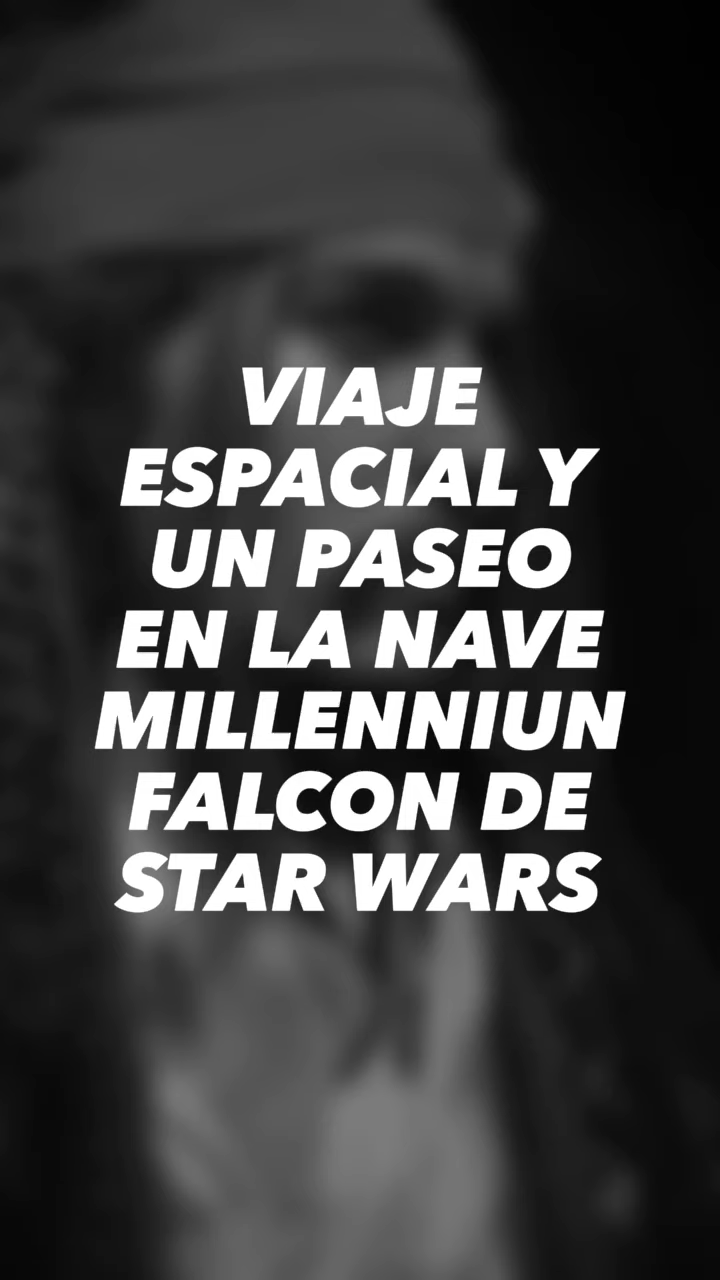 VIAJE
ESPACIAL Y
UN PASEO
EN LA NAVE
MILLENNIUN
FALCON DE
STAR WARS